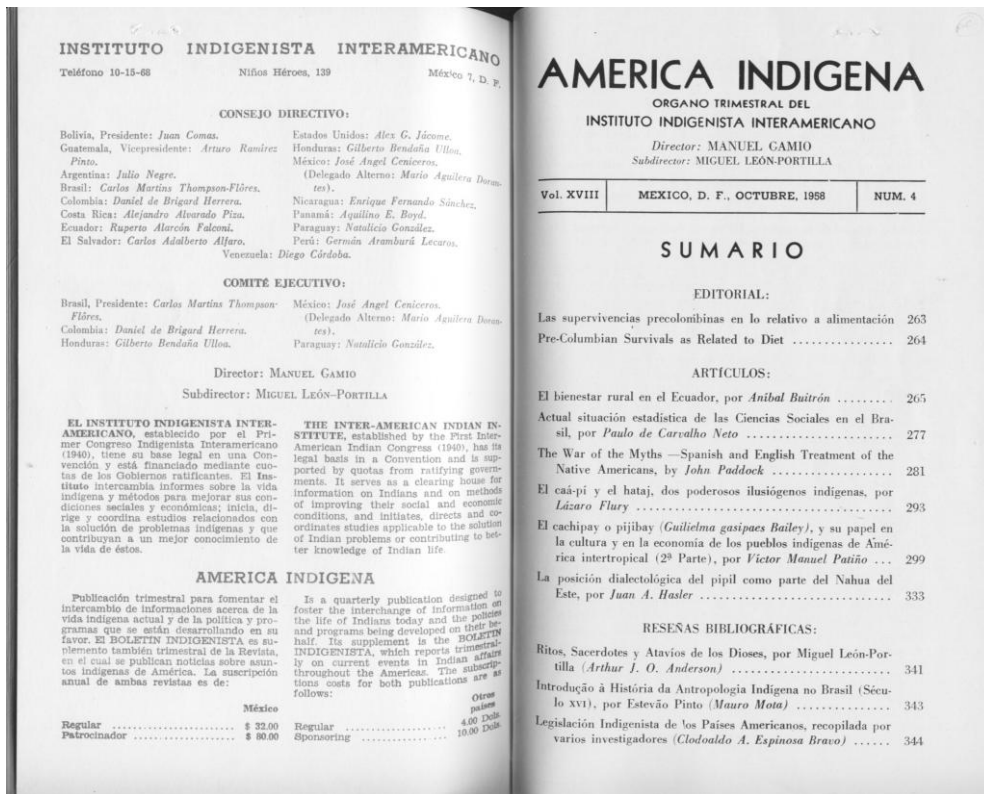 INSTITUTO INDIGENISTA INTERAMERICANO
Teléfono 10-15-68 Niños Héroes, 139 México 7, D. F.
CONSEJO DIRECTIVO:
Bolivia, Presidente: Juan Comas.
Guatemala, Vicepresidente: Arturo Ramírez
Pinto.
Argentina: Julio Negre.
Brasil: Carlos Martins Thompson-Flôres.
Colombia: Daniel de Brigard Herrera.
Costa Rica: Alejandro Alvarado Piza.
Ecuador: Ruperto Alarcón Falconi.
El Salvador: Carlos Adalberto Alfaro.
Estados Unidos: Alex G. Jácome.
Honduras: Gilberto Bendaña Ulloa.
México: José Angel Ceniceros.
(Delegado Alterno: Mario Aguilera Doran-
tes).
Nicaragua: Enrique Fernando Sánchez.
Panamá: Aquilino E. Boyd.
Paraguay: Natalicio González.
Perú: Germán Aramburú Lecaros.
Venezuela: Diego Córdoba.
COMITÉ EJECUTIVO:
Brasil, Presidente: Carlos Martins Thompson-
Flôres.
Colombia: Daniel de Brigard Herrera.
Honduras: Gilberto Bendaña Ulloa.
México: José Angel Ceniceros.
(Delegado Alterno: Mario Aguilera Doran-
tes).
Paraguay: Natalicio González.
Director: MANUEL GAMIO
Subdirector: MIGUEL LEÓN-PORTILLA
EL INSTITUTO INDIGENISTA INTER-
AMERICANO, establecido por el Pri-
mer Congreso Indigenista Interamericano
(1940), tiene su base legal en una Con-
vención y está financiado mediante cuo-
tas de los Gobiernos ratificantes. El Ins-
tituto intercambia informes sobre la vida
indígena y métodos para mejorar sus con-
diciones sociales y económicas; inicia, di-
rige y coordina estudios relacionados con
la solución de problemas indígenas y que
contribuyan a un mejor conocimiento de
la vida de éstos.
THE INTER-AMERICAN INDIAN IN-
STITUTE, established by the First Inter-
American Indian Congress (1940), has its
legal basis in a Convention and is sup-
ported by quotas from ratifying govern-
ments. It serves as a clearing house for
information on Indians and on methods
of improving their social and economic
conditions, and initiates, directs and co-
ordinates studies applicable to the solution
of Indian problems or contributing to bet-
ter knowledge of Indian life.
AMERICA INDIGENA
Publicación trimestral para fomentar el
intercambio de informaciones acerca de la
vida indígena actual y de la política y pro-
gramas que se están desarrollando en su
favor. El BOLETIN INDIGENISTA es su-
plemento también trimestral de la Revista,
en el cual se publican noticias sobre asun-
tos indígenas de América. La suscripción
anual de ambas revistas es de:
México
Regular $ 32.00
Patrocinador $ 80.00
Is a quarterly publication designed to
foster the interchange of information on
the life of Indians today and the policies
and programs being developed on their be-
half. Its supplement is the BOLETIN
INDIGENISTA, which reports trimestral-
ly on current events in Indian affairs
throughout the Americas. The subscrip-
tions costs for both publications are as
follows:
Otros
países
Regular 4.00 Dols.
Sponsoring 10.00 Dols.
AMERICA INDIGENA
ORGANO TRIMESTRAL DEL
INSTITUTO INDIGENISTA INTERAMERICANO
Director: MANUEL GAMIO
Subdirector: MIGUEL LEÓN-PORTILLA
Vol. XVIII MEXICO, D. F., OCTUBRE, 1958 NUM. 4
SUMARIO
EDITORIAL:
Las supervivencias precolombinas en lo relativo a alimentación 263
Pre-Columbian Survivals as Related to Diet 264
ARTÍCULOS:
El bienestar rural en el Ecuador, por Aníbal Buitrón 265
Actual situación estadística de las Ciencias Sociales en el Bra-
sil, por Paulo de Carvalho Neto 277
The War of the Myths —Spanish and English Treatment of the
Native Americans, by John Paddock 281
El caá-pi y el hataj, dos poderosos ilusiógenos indígenas, por
Lázaro Flury 293
El cachipay o pijibay (Guilielma gasipaes Bailey), y su papel en
la cultura y en la economía de los pueblos indígenas de Amé-
rica intertropical (2ª Parte), por Víctor Manuel Patiño 299
La posición dialectológica del pipil como parte del Nahua del
Este, por Juan A. Hasler 333
RESEÑAS BIBLIOGRÁFICAS:
Ritos, Sacerdotes y Atavíos de los Dioses, por Miguel León-Por-
tilla (Arthur J. O. Anderson) 341
Introdução à História da Antropologia Indígena no Brasil (Sécu-
lo XVI), por Estevão Pinto (Mauro Mota) 343
Legislación Indigenista de los Países Americanos, recopilada por
varios investigadores (Clodoaldo A. Espinosa Bravo) 344